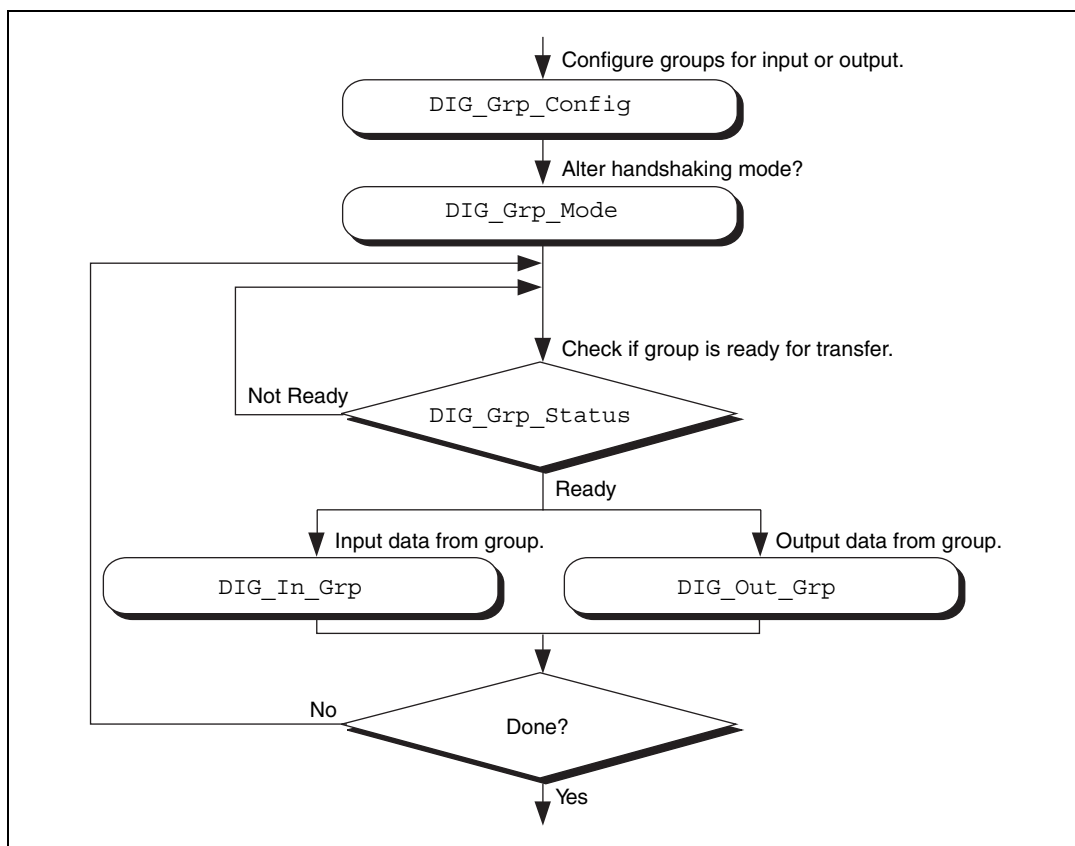 Configure groups for input or output.
DIG_Grp_Config
Alter handshaking mode?
DIG_Grp_Mode
Check if group is ready for transfer.
Not Ready
DIG_Grp_Status
Ready
Input data from group.
Output data from group.
DIG_In_Grp
DIG_Out_Grp
No
Done?
Yes